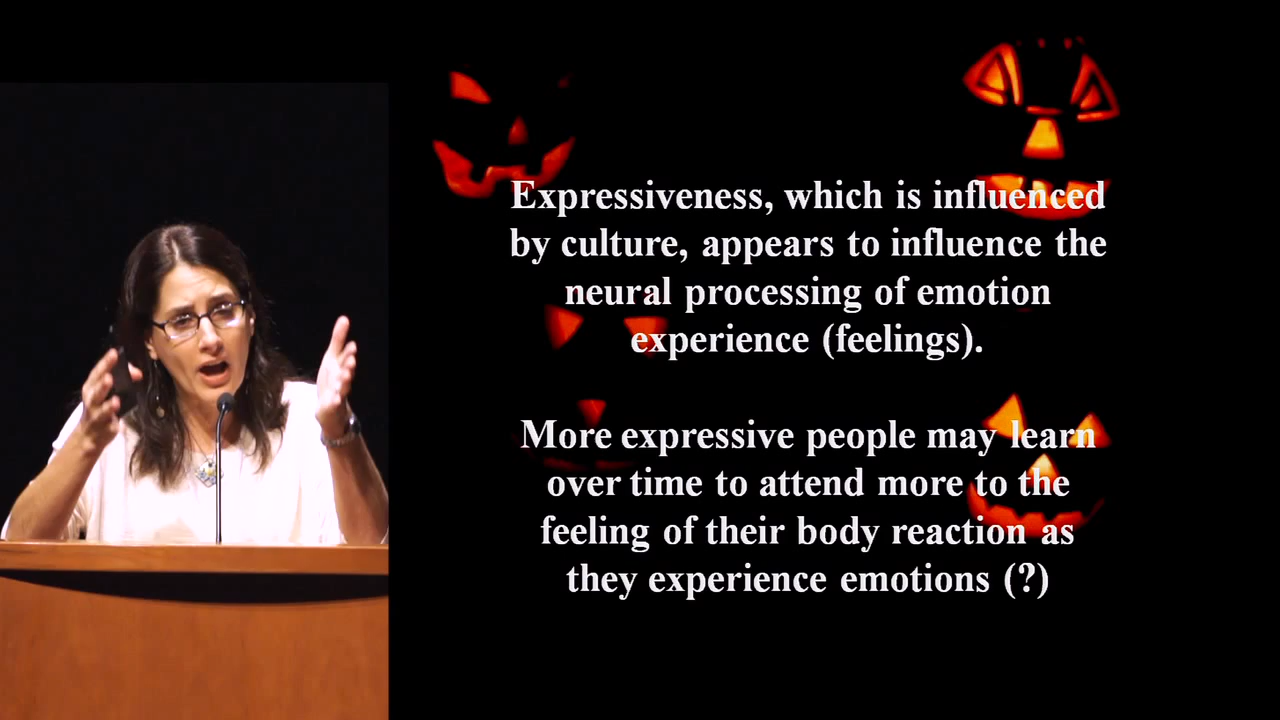 Expressiveness, which is influenced
by culture, appears to influence the
neural processing of emotion
experience (feelings).
More expressive people may learn
over time to attend more to the
feeling of their body reaction as
they experience emotions (?)